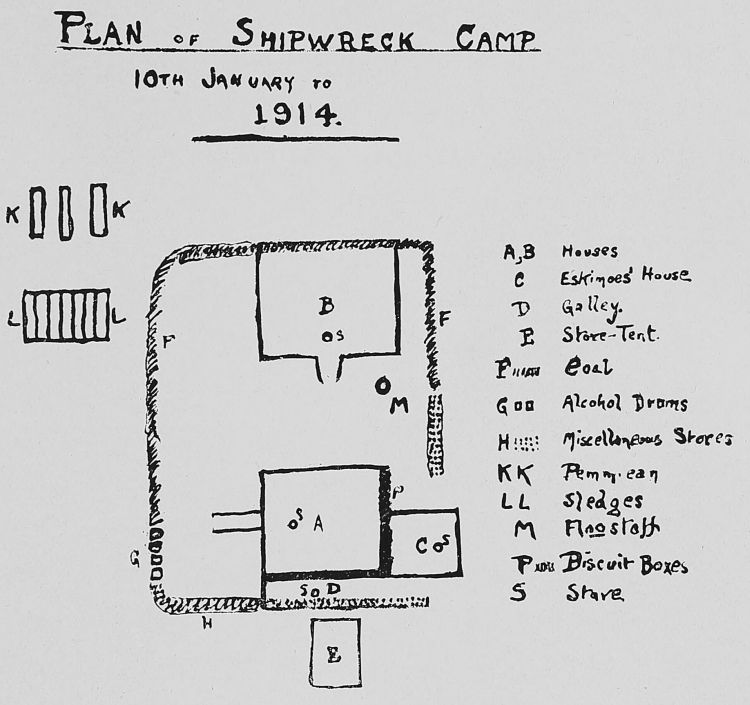 PLAN OF SHIPWRECK CAMP
10TH JANUARY TO
1914.
K K
L L
F
B
S
F
M
P
S A
C S
G
S D
H
E
A,B Houses
C Eskimoes' House
D Galley.
E Store-Tent.
F Coal
G Alcohol Drums
H Miscellaneous Stores
KK Pemmican
LL Sledges
M Flagstaff
P Biscuit Boxes
S Stove